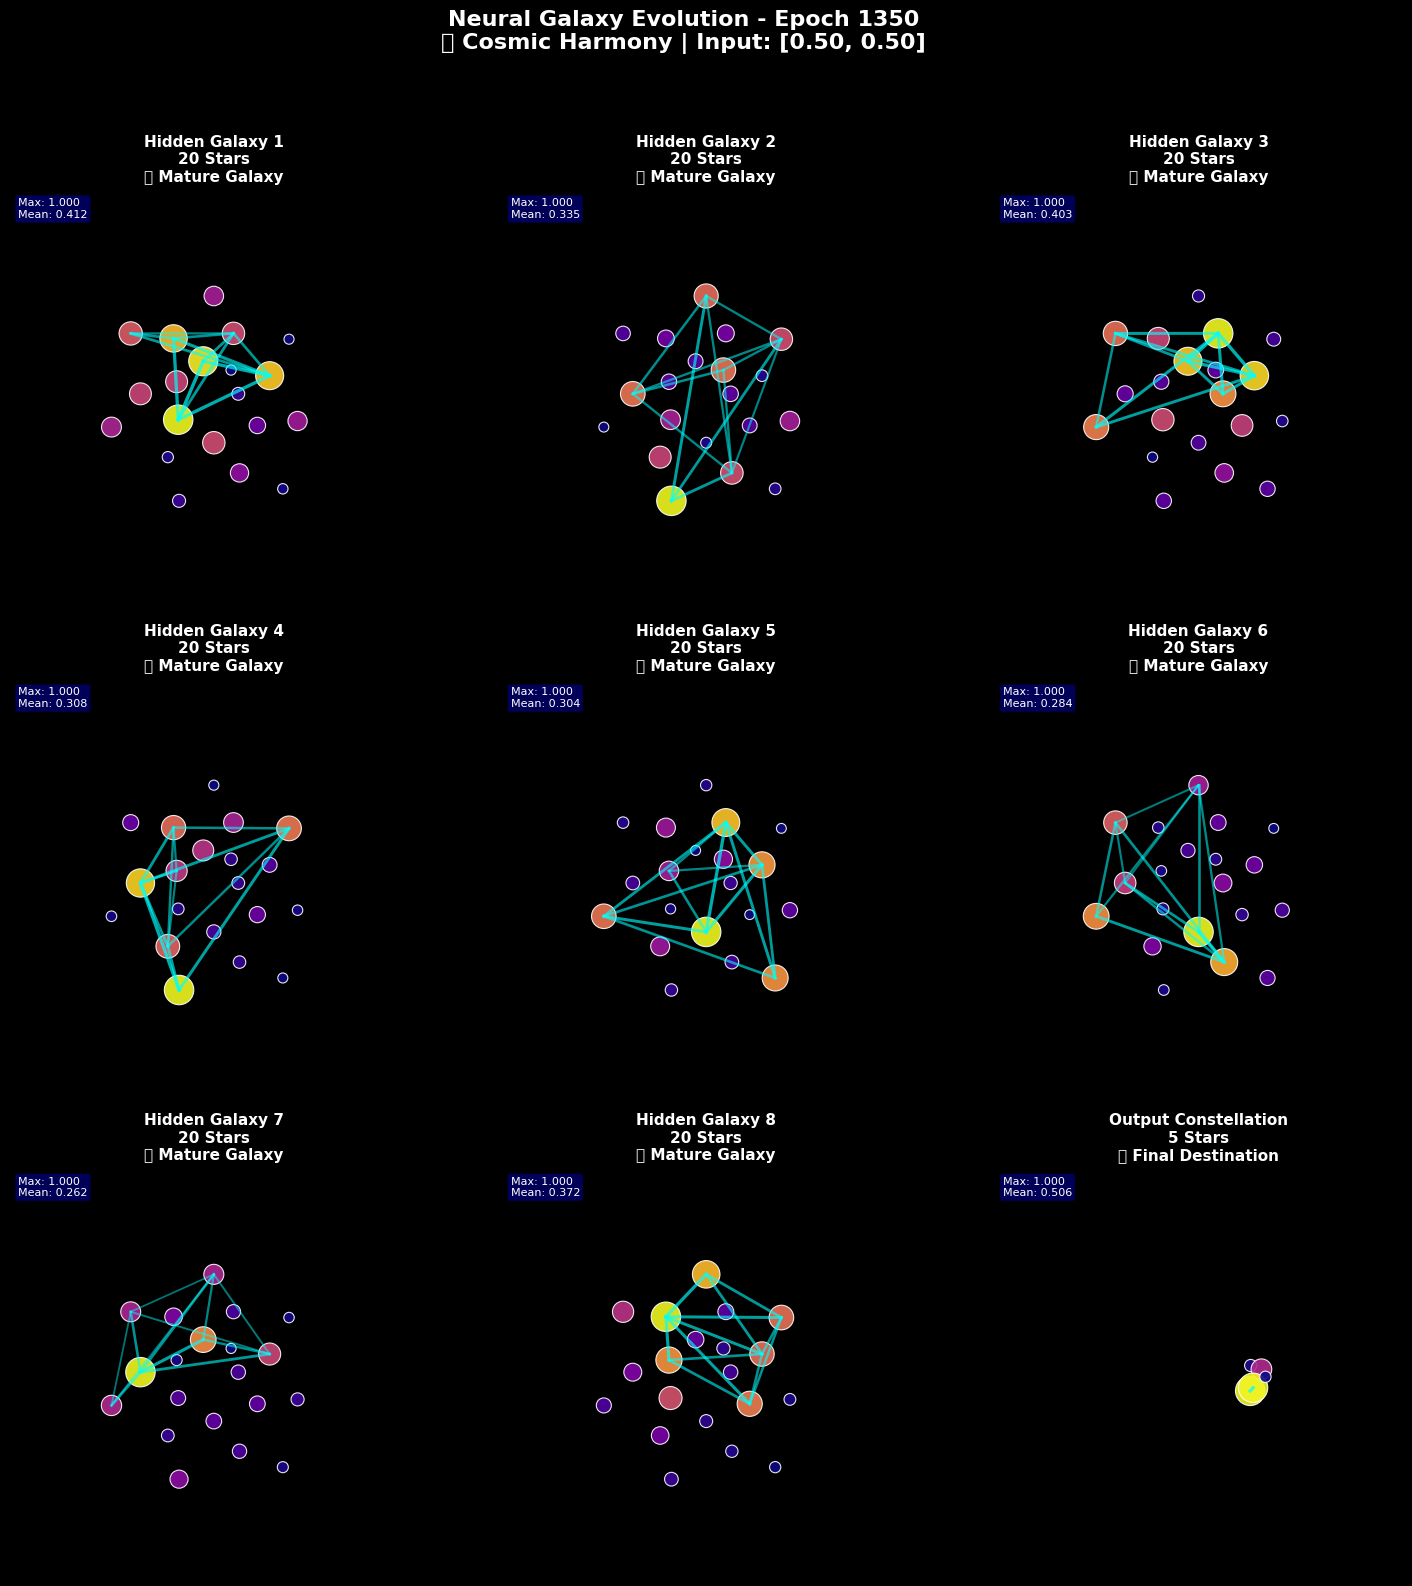 Neural Galaxy Evolution - Epoch 1350
▯ Cosmic Harmony | Input: [0.50, 0.50]
Hidden Galaxy 1
20 Stars
▯ Mature Galaxy
Max: 1.000
Mean: 0.412
Hidden Galaxy 2
20 Stars
▯ Mature Galaxy
Max: 1.000
Mean: 0.335
Hidden Galaxy 3
20 Stars
▯ Mature Galaxy
Max: 1.000
Mean: 0.403
Hidden Galaxy 4
20 Stars
▯ Mature Galaxy
Max: 1.000
Mean: 0.308
Hidden Galaxy 5
20 Stars
▯ Mature Galaxy
Max: 1.000
Mean: 0.304
Hidden Galaxy 6
20 Stars
▯ Mature Galaxy
Max: 1.000
Mean: 0.284
Hidden Galaxy 7
20 Stars
▯ Mature Galaxy
Max: 1.000
Mean: 0.262
Hidden Galaxy 8
20 Stars
▯ Mature Galaxy
Max: 1.000
Mean: 0.372
Output Constellation
5 Stars
▯ Final Destination
Max: 1.000
Mean: 0.506